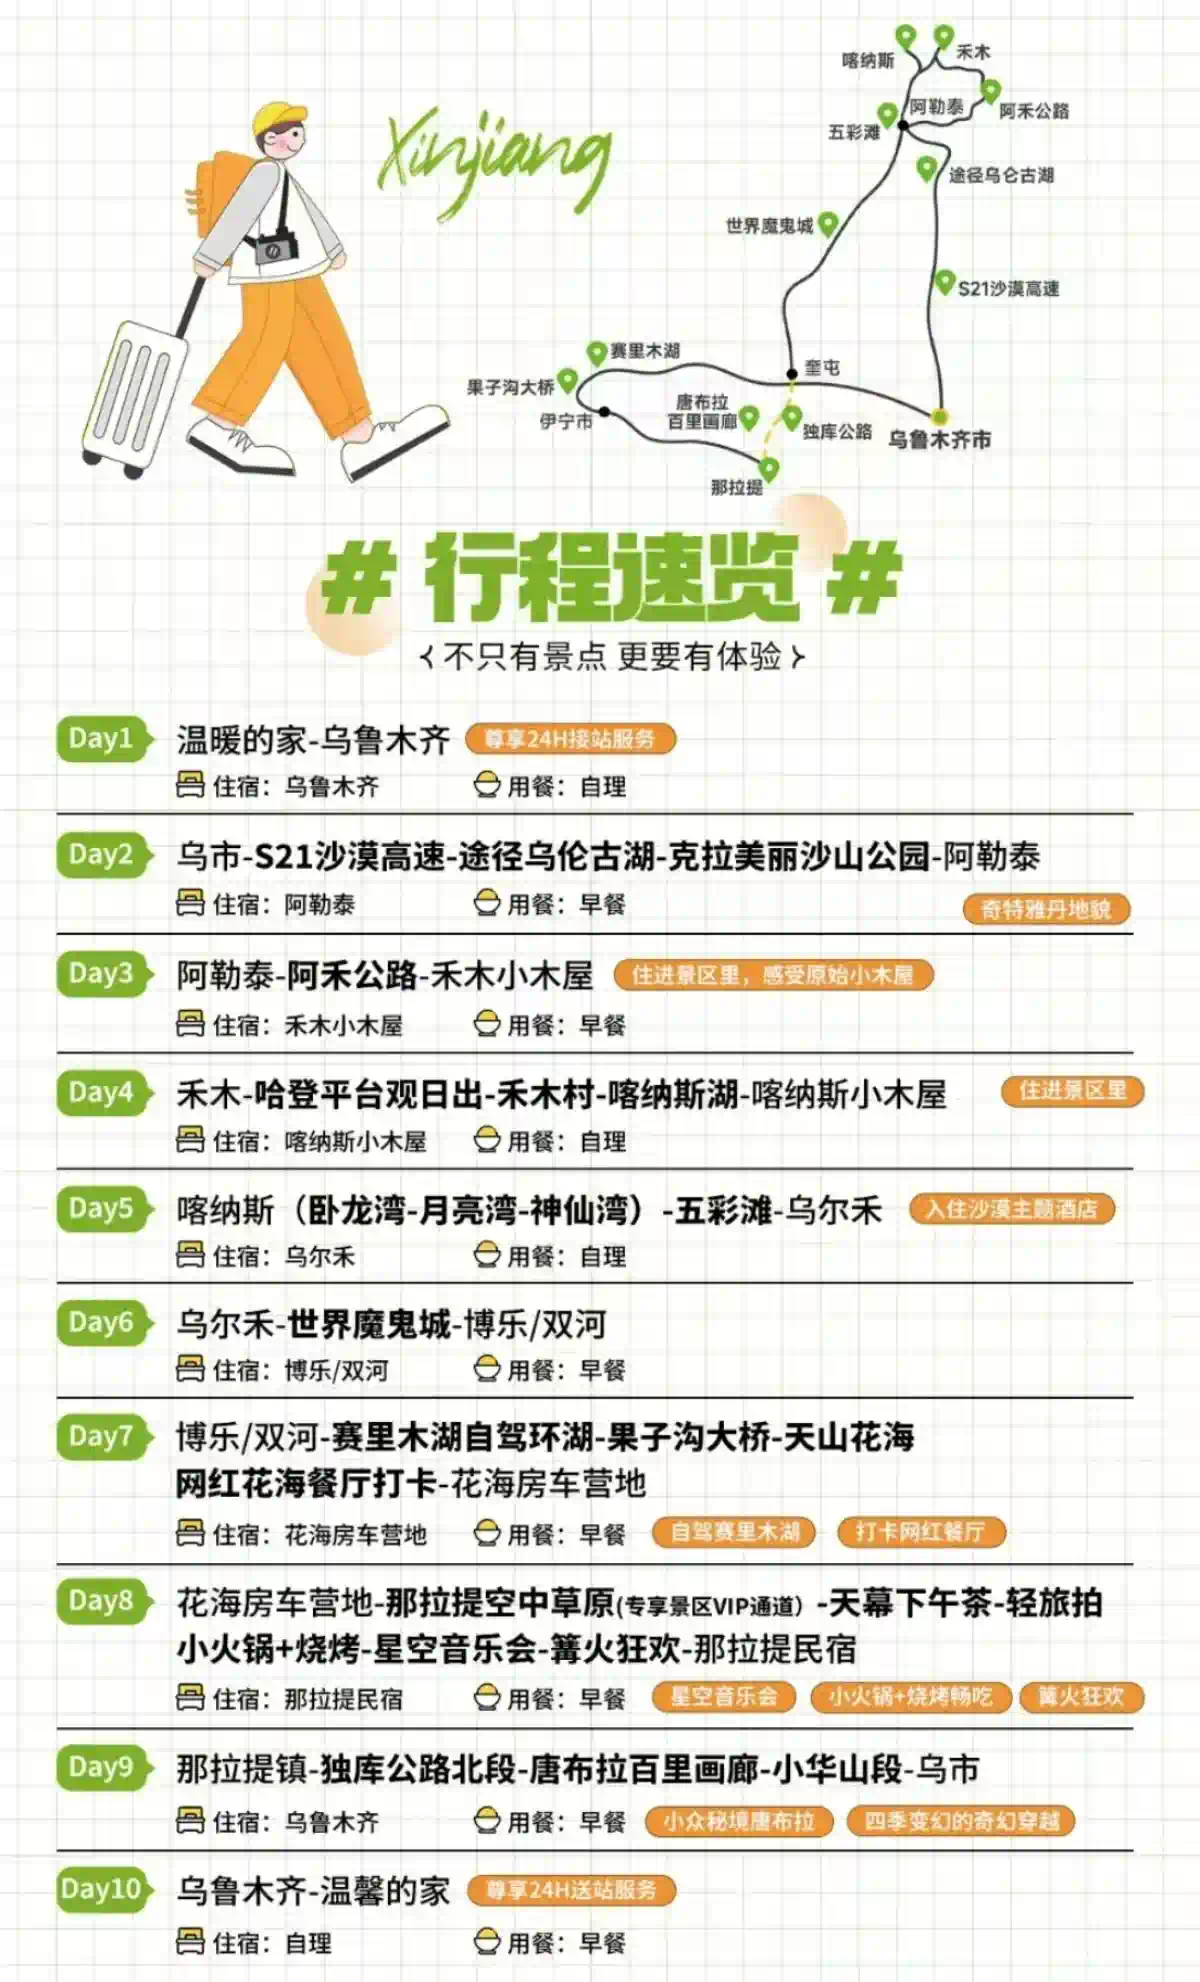 喀纳斯
禾木
阿勒泰
阿禾公路
五彩滩
途径乌仑古湖
世界魔鬼城
S21沙漠高速
赛里木湖
奎屯
果子沟大桥
唐布拉
百里画廊
伊宁市
独库公路
乌鲁木齐市
那拉提
Xinjiang
# 行程速览 #
<不只有景点 更要有体验>
Day1 温暖的家-乌鲁木齐 尊享24H接站服务
住宿：乌鲁木齐 用餐：自理
Day2 乌市-S21沙漠高速-途径乌伦古湖-克拉美丽沙山公园-阿勒泰
住宿：阿勒泰 用餐：早餐 奇特雅丹地貌
Day3 阿勒泰-阿禾公路-禾木小木屋 住进景区里，感受原始小木屋
住宿：禾木小木屋 用餐：早餐
Day4 禾木-哈登平台观日出-禾木村-喀纳斯湖-喀纳斯小木屋 住进景区里
住宿：喀纳斯小木屋 用餐：自理
Day5 喀纳斯（卧龙湾-月亮湾-神仙湾）-五彩滩-乌尔禾 入住沙漠主题酒店
住宿：乌尔禾 用餐：自理
Day6 乌尔禾-世界魔鬼城-博乐/双河
住宿：博乐/双河 用餐：早餐
Day7 博乐/双河-赛里木湖自驾环湖-果子沟大桥-天山花海
网红花海餐厅打卡-花海房车营地
住宿：花海房车营地 用餐：早餐 自驾赛里木湖 打卡网红餐厅
Day8 花海房车营地-那拉提空中草原(专享景区VIP通道）-天幕下午茶-轻旅拍
小火锅+烧烤-星空音乐会-篝火狂欢-那拉提民宿
住宿：那拉提民宿 用餐：早餐 星空音乐会 小火锅+烧烤畅吃 篝火狂欢
Day9 那拉提镇-独库公路北段-唐布拉百里画廊-小华山段-乌市
住宿：乌鲁木齐 用餐：早餐 小众秘境唐布拉 四季变幻的奇幻穿越
Day10 乌鲁木齐-温馨的家 尊享24H送站服务
住宿：自理 用餐：早餐